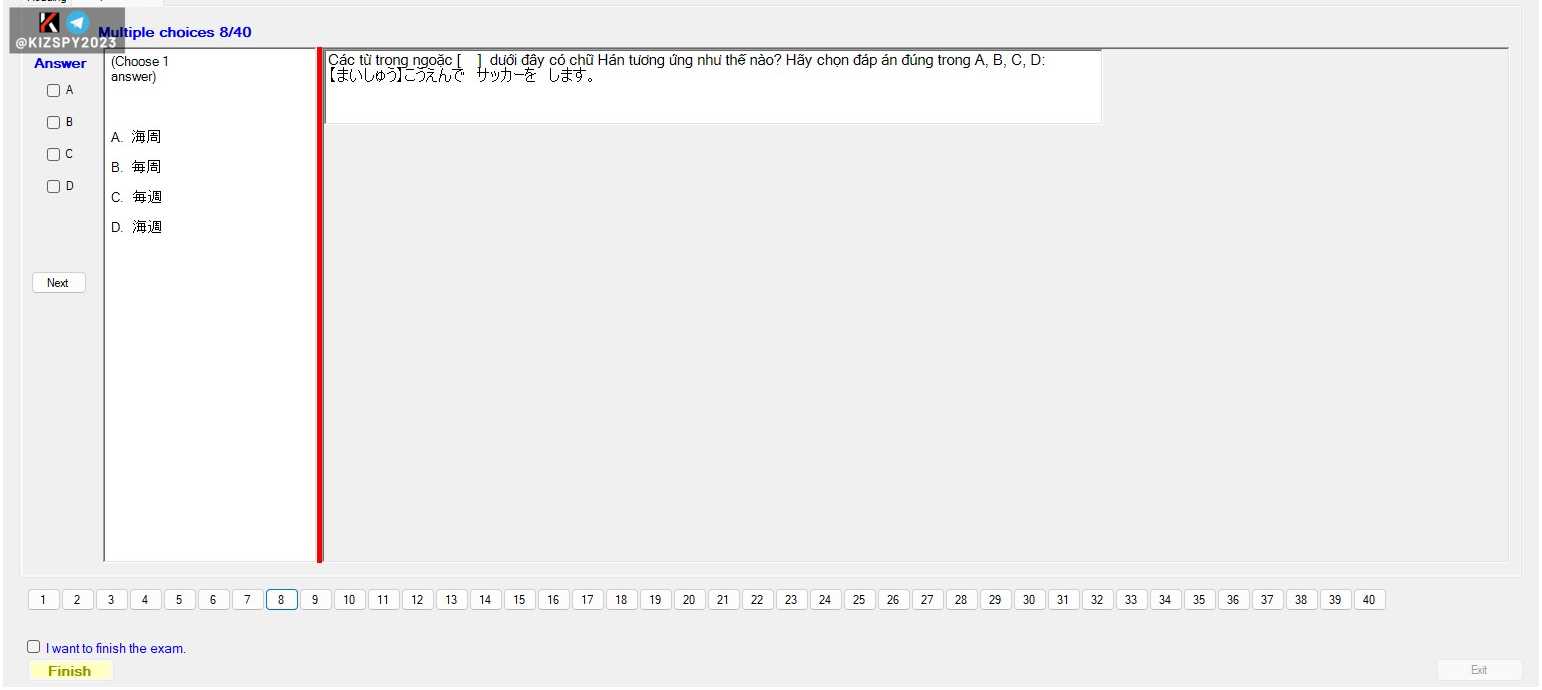 @KIZSPY2023
Multiple choices 8/40
Answer
A
B
C
D
Next
(Choose 1
answer)
A. 海周
B. 毎周
C. 毎週
D. 海週
Các từ trong ngoặc [ ] dưới đây có chữ Hán tương ứng như thế nào? Hãy chọn đáp án đúng trong A, B, C, D:
【まいしゅう】こうえんで　サッカーを　します。
1 2 3 4 5 6 7 8 9 10 11 12 13 14 15 16 17 18 19 20 21 22 23 24 25 26 27 28 29 30 31 32 33 34 35 36 37 38 39 40
I want to finish the exam.
Finish
Exit